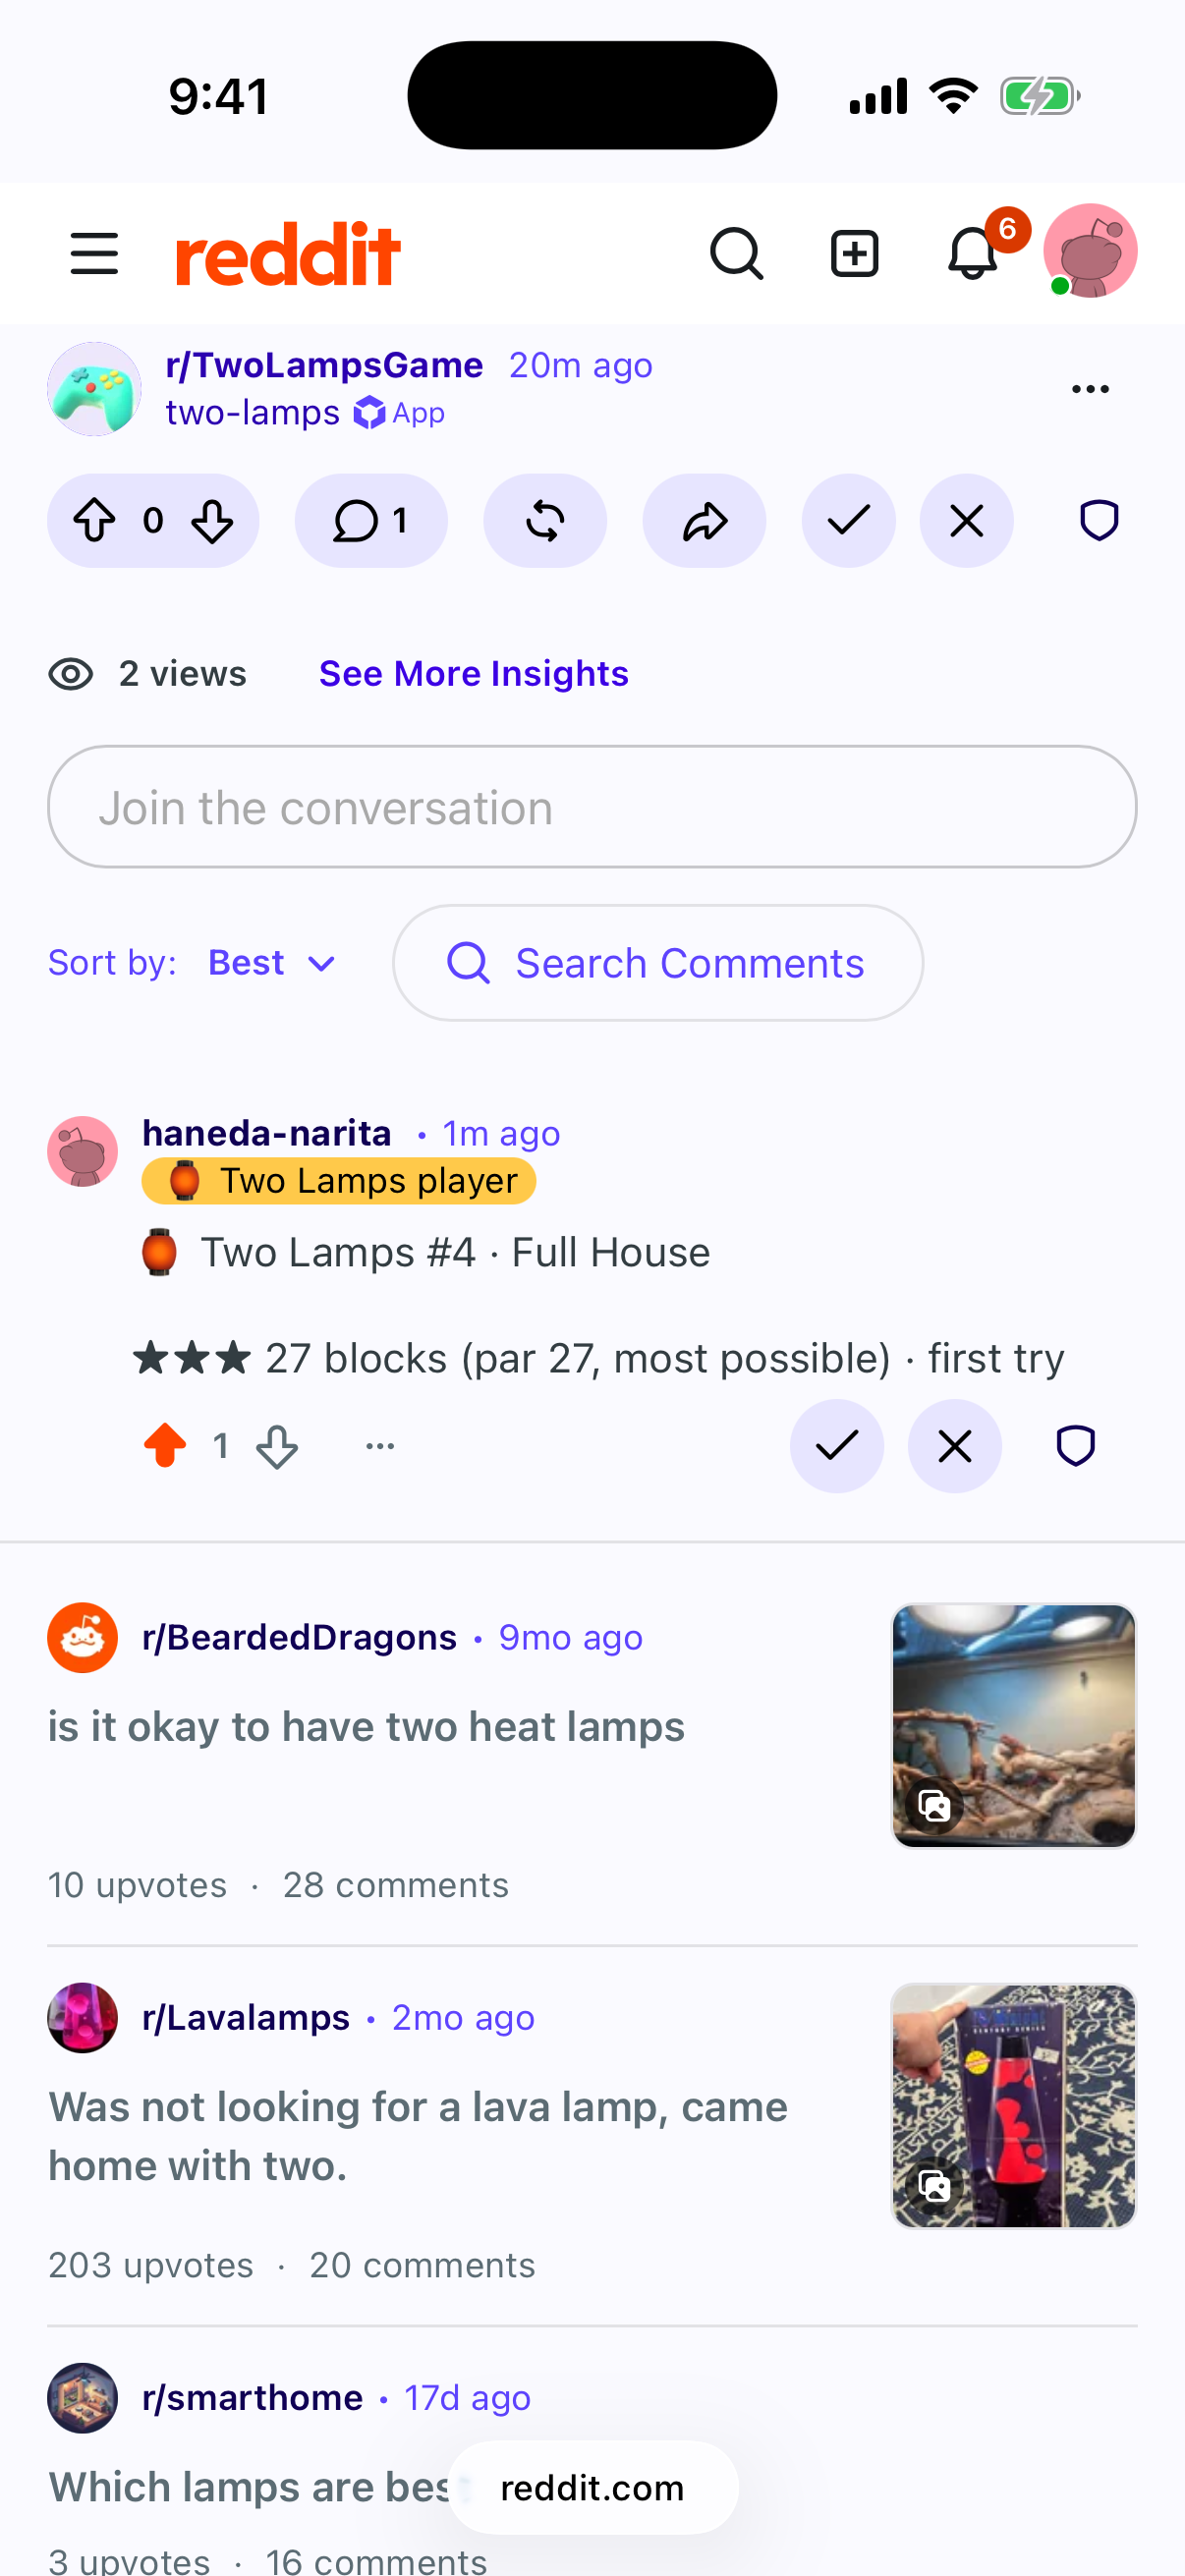 9:41
reddit
6
r/TwoLampsGame 20m ago
two-lamps App
0 1
2 views See More Insights
Join the conversation
Sort by: Best Search Comments
haneda-narita • 1m ago
🏮 Two Lamps player
🏮 Two Lamps #4 · Full House
★★★ 27 blocks (par 27, most possible) · first try
1
r/BeardedDragons • 9mo ago
is it okay to have two heat lamps
10 upvotes · 28 comments
r/Lavalamps • 2mo ago
Was not looking for a lava lamp, came
home with two.
203 upvotes · 20 comments
r/smarthome • 17d ago
Which lamps are best
reddit.com
3 upvotes · 16 comments